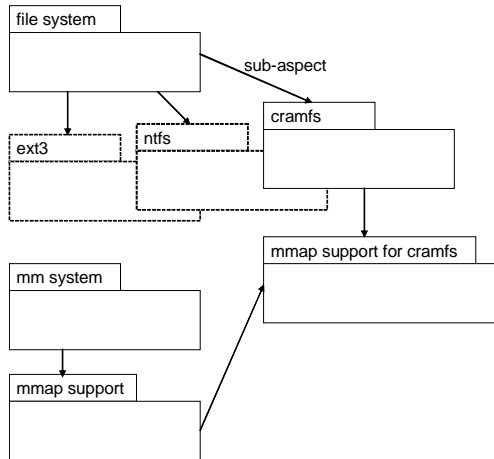 file system
sub-aspect
cramfs
ntfs
ext3
mmap support for cramfs
mm system
mmap support